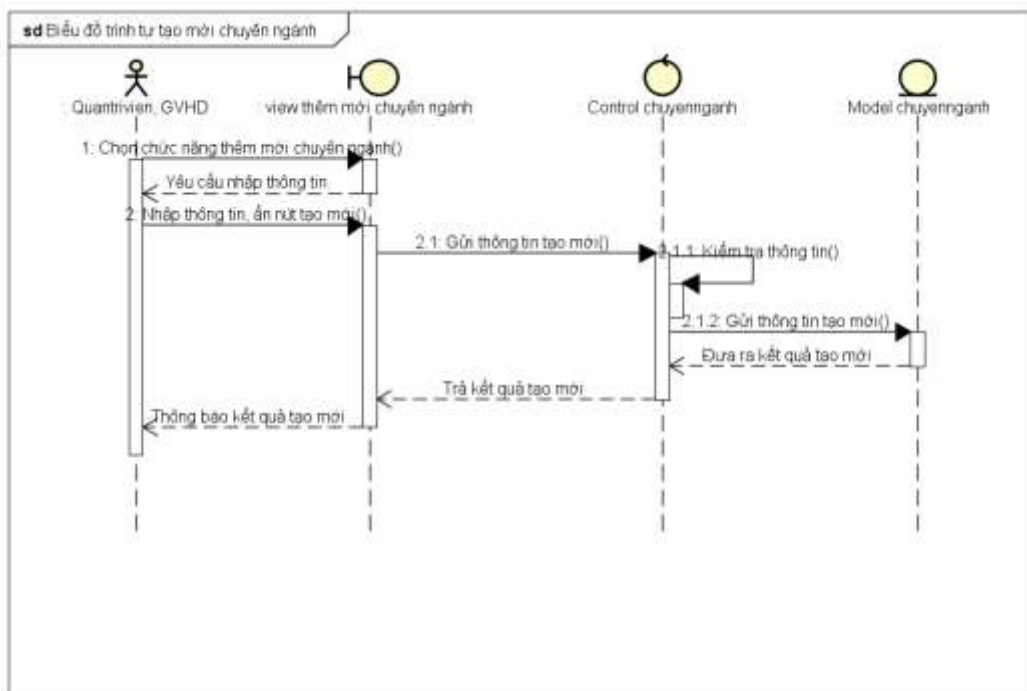 sd Biểu đồ trình tự tạo mới chuyên ngành
: Quantrivien, GVHD
: view thêm mới chuyên ngành
: Control chuyennganh
: Model chuyennganh
1: Chọn chức năng thêm mới chuyên ngành()
Yêu cầu nhập thông tin
2: Nhập thông tin, ấn nút tạo mới()
2.1: Gửi thông tin tạo mới()
2.1.1: Kiểm tra thông tin()
2.1.2: Gửi thông tin tạo mới()
Đưa ra kết quả tạo mới
Trả kết quả tạo mới
Thông báo kết quả tạo mới